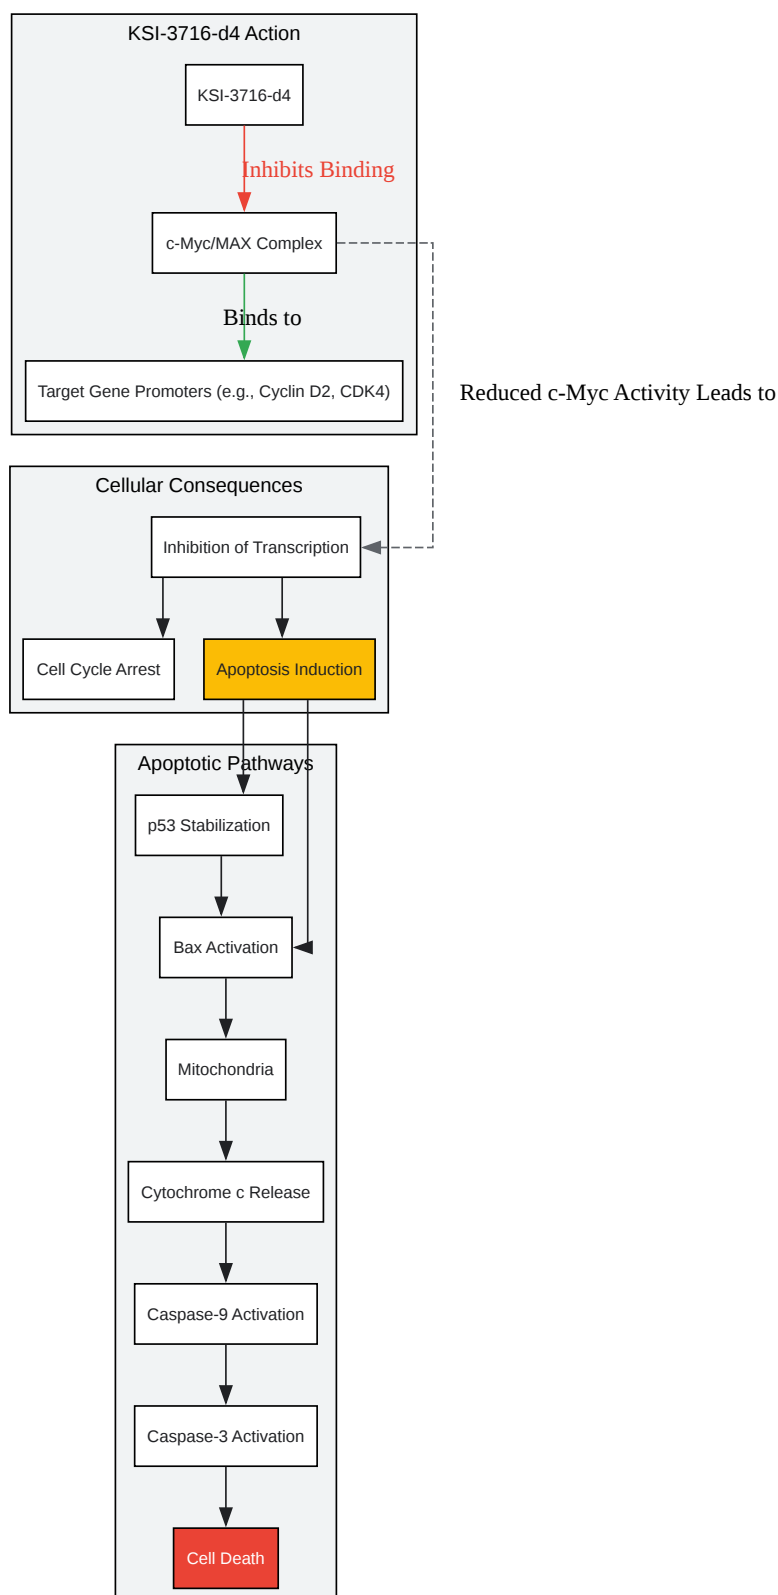 KSI-3716-d4 Action
KSI-3716-d4
Inhibits Binding
c-Myc/MAX Complex
Binds to
Target Gene Promoters (e.g., Cyclin D2, CDK4)
Reduced c-Myc Activity Leads to
Cellular Consequences
Inhibition of Transcription
Cell Cycle Arrest
Apoptosis Induction
Apoptotic Pathways
p53 Stabilization
Bax Activation
Mitochondria
Cytochrome c Release
Caspase-9 Activation
Caspase-3 Activation
Cell Death